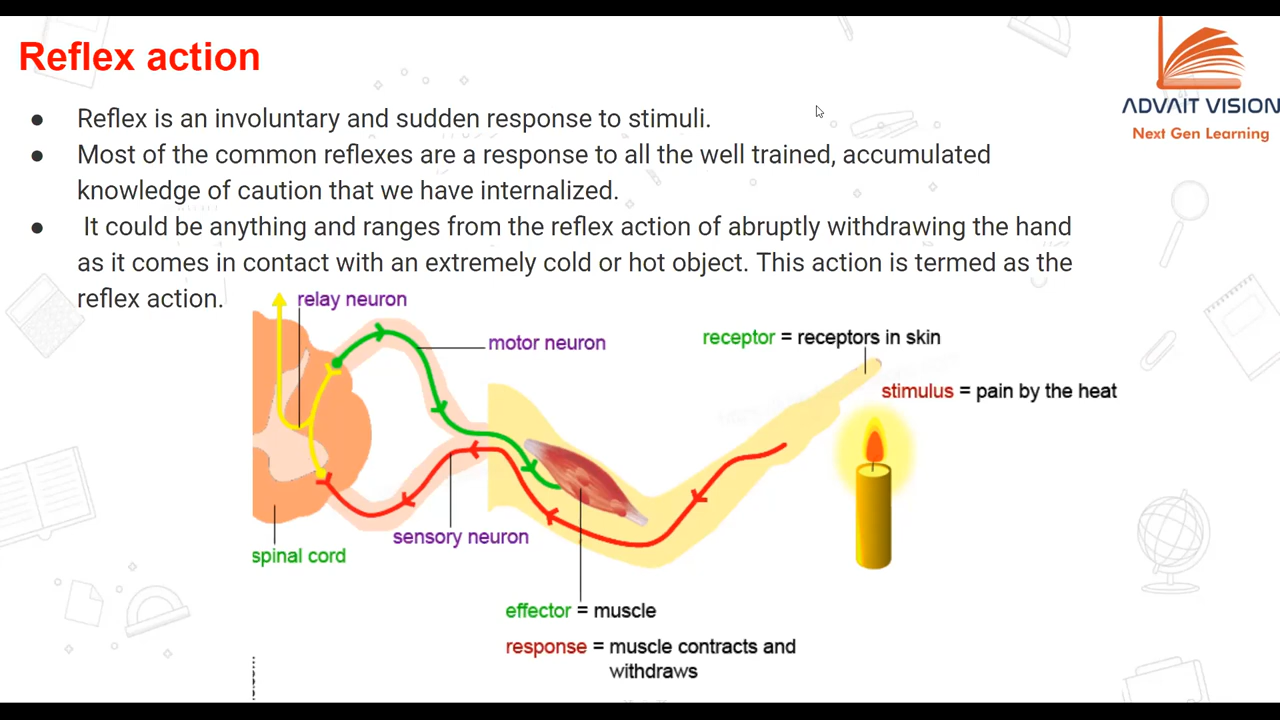 Reflex action
ADVAIT VISION
Next Gen Learning
● Reflex is an involuntary and sudden response to stimuli.
● Most of the common reflexes are a response to all the well trained, accumulated
knowledge of caution that we have internalized.
● It could be anything and ranges from the reflex action of abruptly withdrawing the hand
as it comes in contact with an extremely cold or hot object. This action is termed as the
reflex action.
relay neuron
motor neuron
receptor = receptors in skin
stimulus = pain by the heat
sensory neuron
spinal cord
effector = muscle
response = muscle contracts and
withdraws